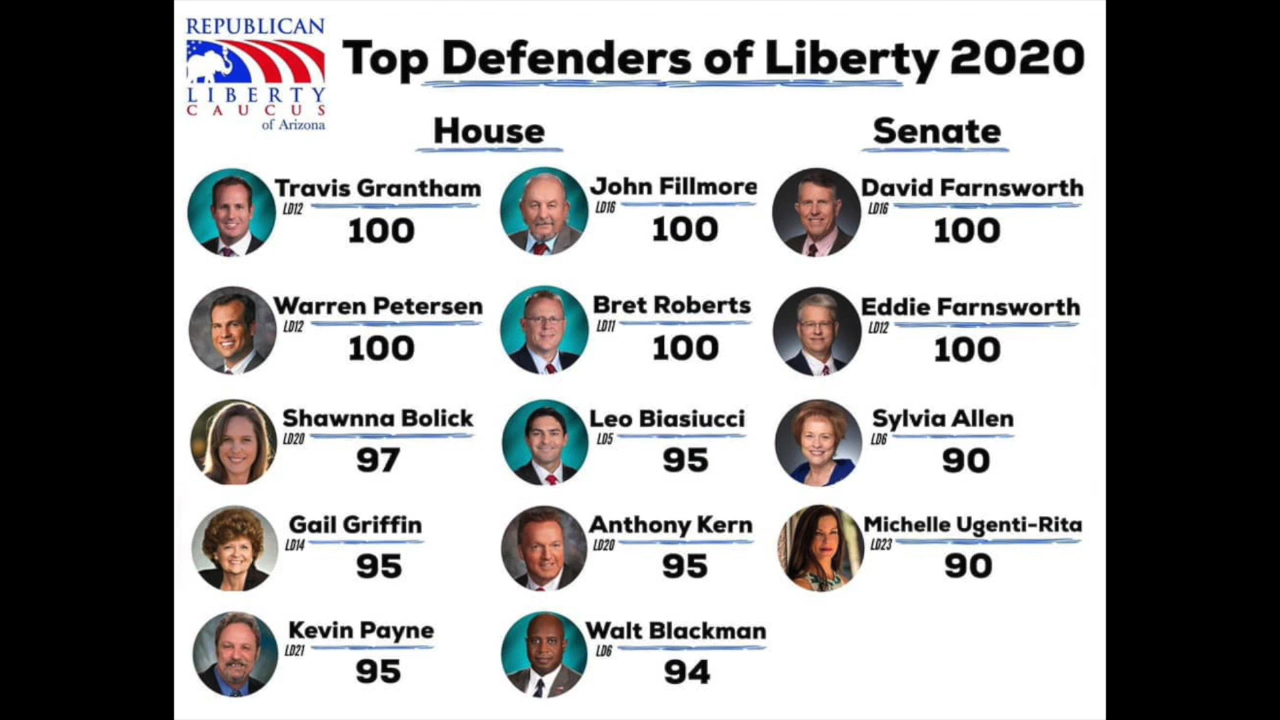 REPUBLICAN
LIBERTY
CAUCUS
of Arizona
Top Defenders of Liberty 2020
House
Travis Grantham
LD12
100
John Fillmore
LD16
100
Warren Petersen
LD12
100
Bret Roberts
LD11
100
Shawnna Bolick
LD20
97
Leo Biasiucci
LD5
95
Gail Griffin
LD14
95
Anthony Kern
LD20
95
Kevin Payne
LD21
95
Walt Blackman
LD6
94
Senate
David Farnsworth
LD16
100
Eddie Farnsworth
LD12
100
Sylvia Allen
LD6
90
Michelle Ugenti-Rita
LD23
90